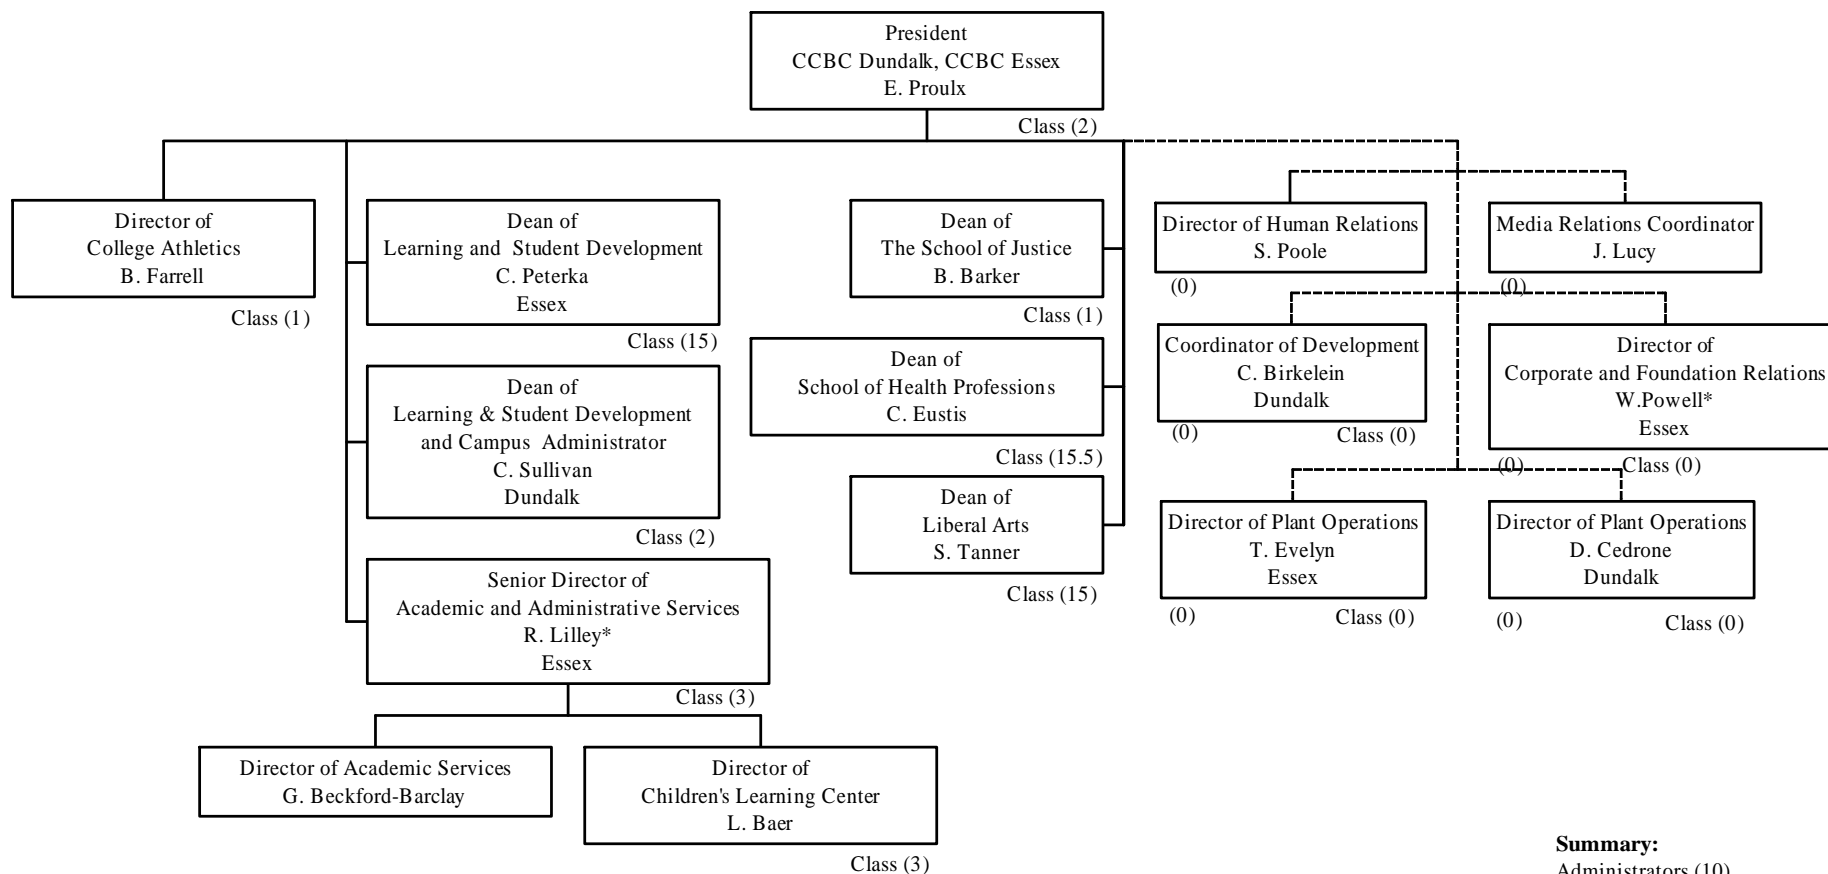 President
CCBC Dundalk, CCBC Essex
E. Proulx
Class (2)
Director of
College Athletics
B. Farrell
Class (1)
Dean of
Learning and Student Development
C. Peterka
Essex
Class (15)
Dean of
Learning & Student Development
and Campus Administrator
C. Sullivan
Dundalk
Class (2)
Senior Director of
Academic and Administrative Services
R. Lilley*
Essex
Class (3)
Director of Academic Services
G. Beckford-Barclay
Director of
Children's Learning Center
L. Baer
Class (3)
Dean of
The School of Justice
B. Barker
Class (1)
Dean of
School of Health Professions
C. Eustis
Class (15.5)
Dean of
Liberal Arts
S. Tanner
Class (15)
Director of Human Relations
S. Poole
(0)
Media Relations Coordinator
J. Lucy
(0)
Coordinator of Development
C. Birkelein
Dundalk
(0)
Class (0)
Director of
Corporate and Foundation Relations
W.Powell*
Essex
(0)
Class (0)
Director of Plant Operations
T. Evelyn
Essex
(0)
Class (0)
Director of Plant Operations
D. Cedrone
Dundalk
(0)
Class (0)
Summary:
Administrators (10)